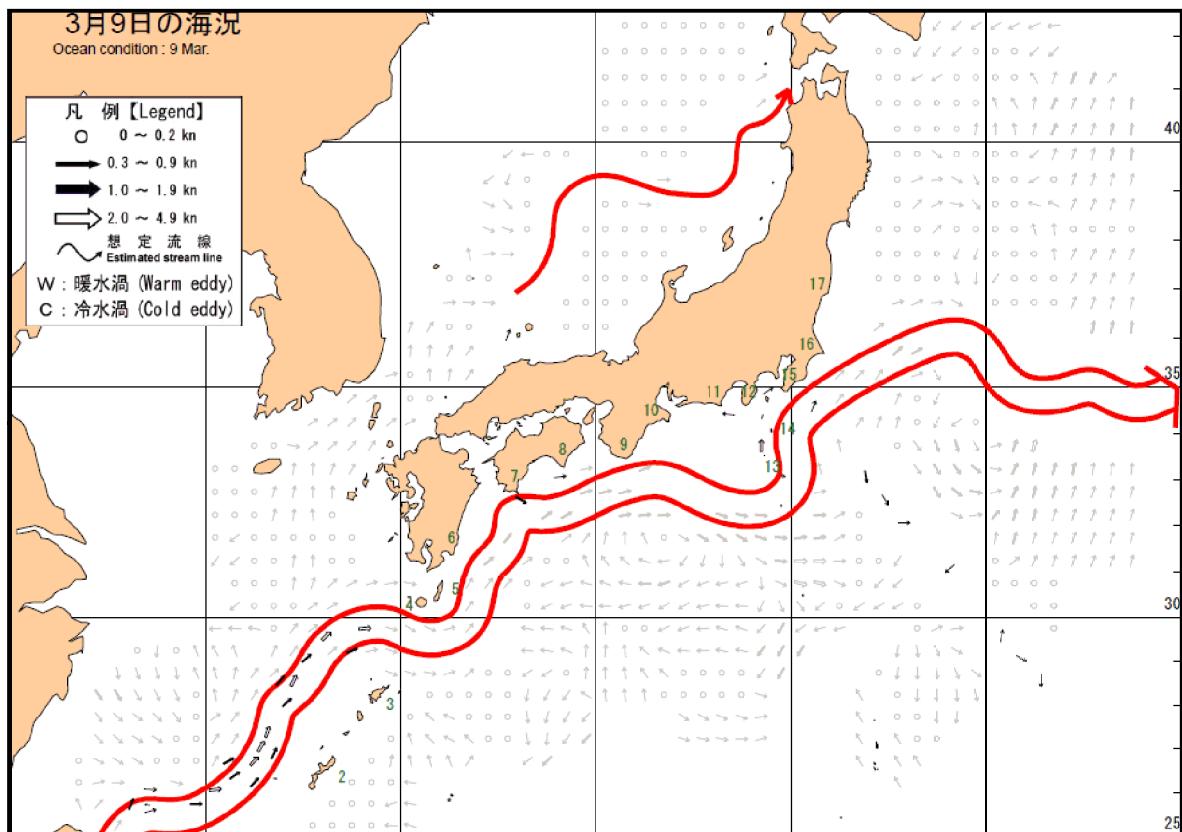 3月9日の海況
Ocean condition : 9 Mar.
凡 例【Legend】
0 ～ 0.2 kn
0.3 ～ 0.9 kn
1.0 ～ 1.9 kn
2.0 ～ 4.9 kn
想 定 流 線
Estimated stream line
W : 暖水渦 (Warm eddy)
C : 冷水渦 (Cold eddy)
40
17
16
35
15
12
11
10
14
9
8
13
7
6
5
4
30
3
2
25